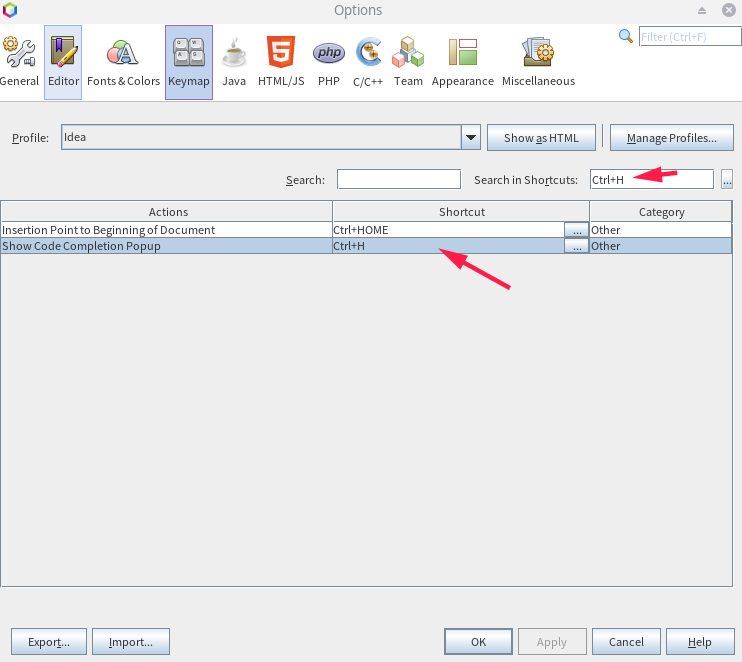 Options
Filter (Ctrl+F)
General Editor Fonts & Colors Keymap Java HTML/JS PHP C/C++ Team Appearance Miscellaneous
Profile: Idea Show as HTML Manage Profiles...
Search: Search in Shortcuts: Ctrl+H ...
Actions Shortcut Category
Insertion Point to Beginning of Document Ctrl+HOME ... Other
Show Code Completion Popup Ctrl+H ... Other
Export... Import... OK Apply Cancel Help